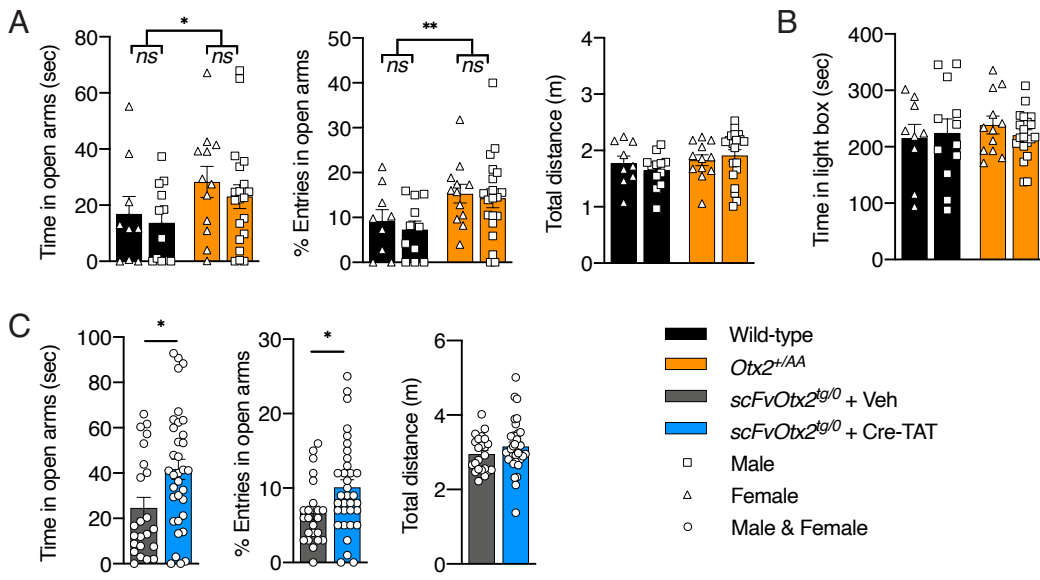 A
Time in open arms (sec)
80
60
40
20
0
*
ns
ns
% Entries in open arms
50
40
30
20
10
0
**
ns
ns
Total distance (m)
4
3
2
1
0
B
Time in light box (sec)
400
300
200
100
0
C
Time in open arms (sec)
100
80
60
40
20
0
*
% Entries in open arms
30
20
10
0
*
Total distance (m)
6
4
2
0
Wild-type
Otx2+/AA
scFvOtx2tg/0 + Veh
scFvOtx2tg/0 + Cre-TAT
Male
Female
Male & Female